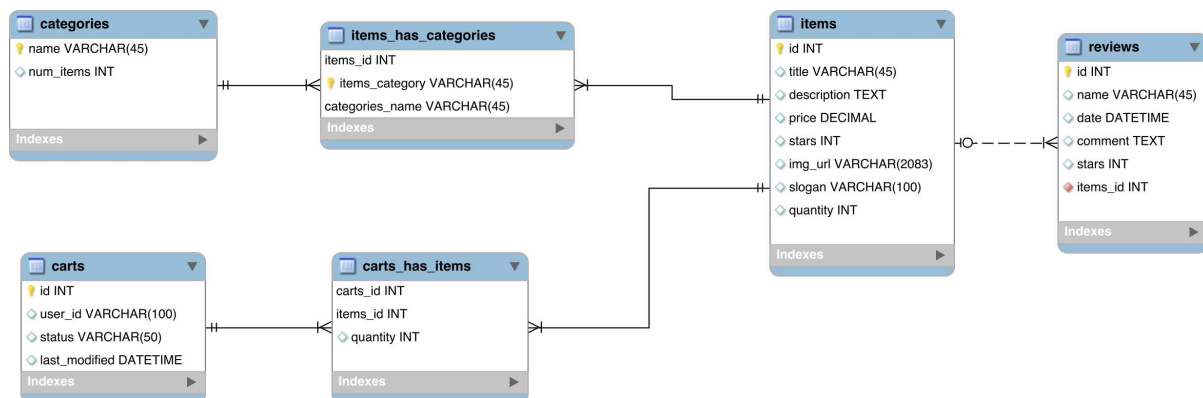 categories
name VARCHAR(45)
num_items INT
Indexes
items_has_categories
items_id INT
items_category VARCHAR(45)
categories_name VARCHAR(45)
Indexes
items
id INT
title VARCHAR(45)
description TEXT
price DECIMAL
stars INT
img_url VARCHAR(2083)
slogan VARCHAR(100)
quantity INT
Indexes
reviews
id INT
name VARCHAR(45)
date DATETIME
comment TEXT
stars INT
items_id INT
Indexes
carts
id INT
user_id VARCHAR(100)
status VARCHAR(50)
last_modified DATETIME
Indexes
carts_has_items
carts_id INT
items_id INT
quantity INT
Indexes